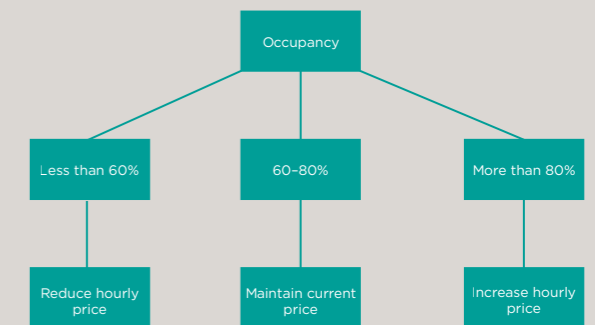 Occupancy
Less than 60%
60–80%
More than 80%
Reduce hourly
price
Maintain current
price
Increase hourly
price